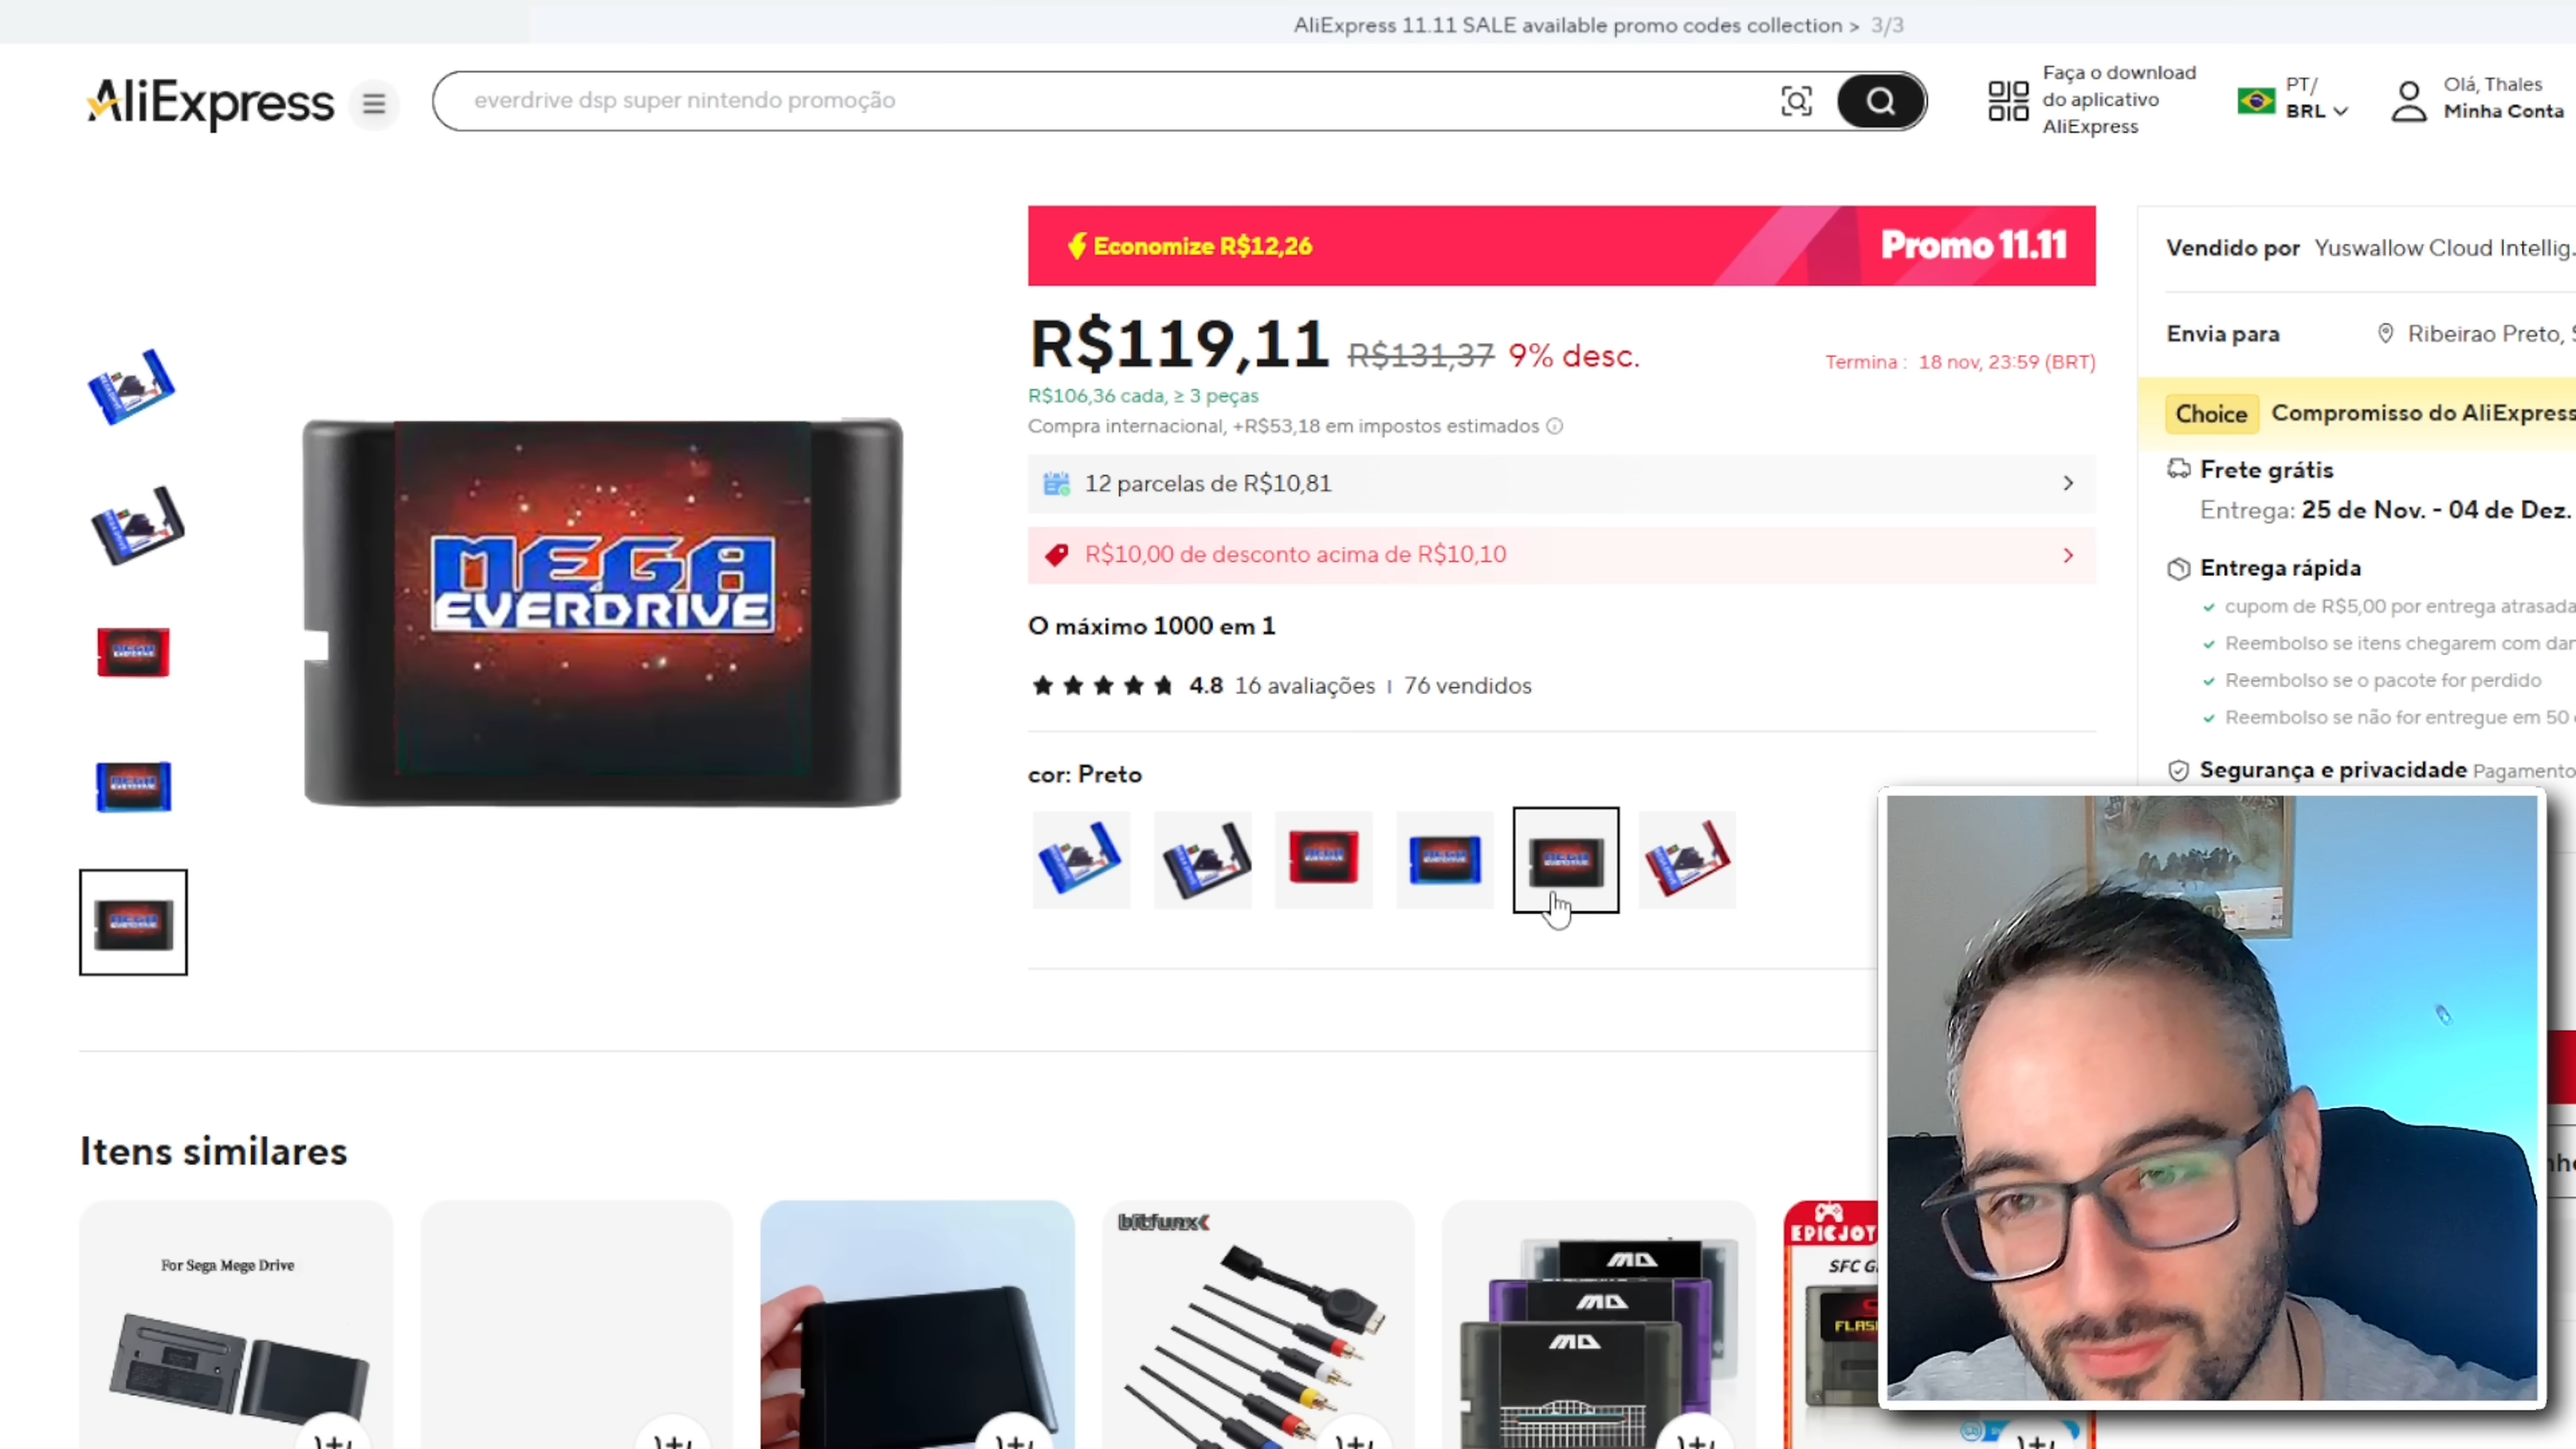 AliExpress 11.11 SALE available promo codes collection > 3/3
AliExpress
everdrive dsp super nintendo promoção
Faça o download
do aplicativo
AliExpress
PT/
BRL
Olá, Thales
Minha Conta
Economize R$12,26
Promo 11.11
R$119,11 R$131,37 9% desc.
Termina : 18 nov, 23:59 (BRT)
R$106,36 cada, ≥ 3 peças
Compra internacional, +R$53,18 em impostos estimados
12 parcelas de R$10,81
R$10,00 de desconto acima de R$10,10
O máximo 1000 em 1
4.8 16 avaliações | 76 vendidos
cor: Preto
MEGA
EVERDRIVE
Vendido por Yuswallow Cloud Intellig.
Envia para Ribeirao Preto,
Choice Compromisso do AliExpress
Frete grátis
Entrega: 25 de Nov. - 04 de Dez.
Entrega rápida
cupom de R$5,00 por entrega atrasada
Reembolso se itens chegarem com dan
Reembolso se o pacote for perdido
Reembolso se não for entregue em 50
Segurança e privacidade Pagamento
Itens similares
For Sega Mege Drive
bitfunx
MD
MD
MD
EPICJOY
SFC G
FLAS